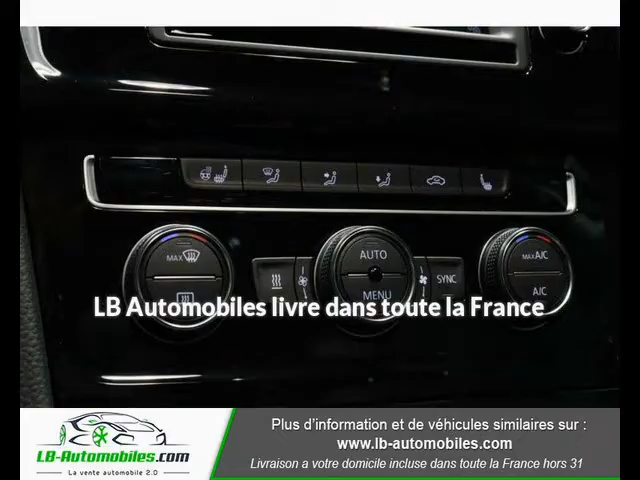 MAX
AUTO
SYNC
MENU
MAX A/C
A/C
LB Automobiles livre dans toute la France
LB-Automobiles.com
La vente automobile 2.0
Plus d'information et de véhicules similaires sur :
www.lb-automobiles.com
Livraison a votre domicile incluse dans toute la France hors 31